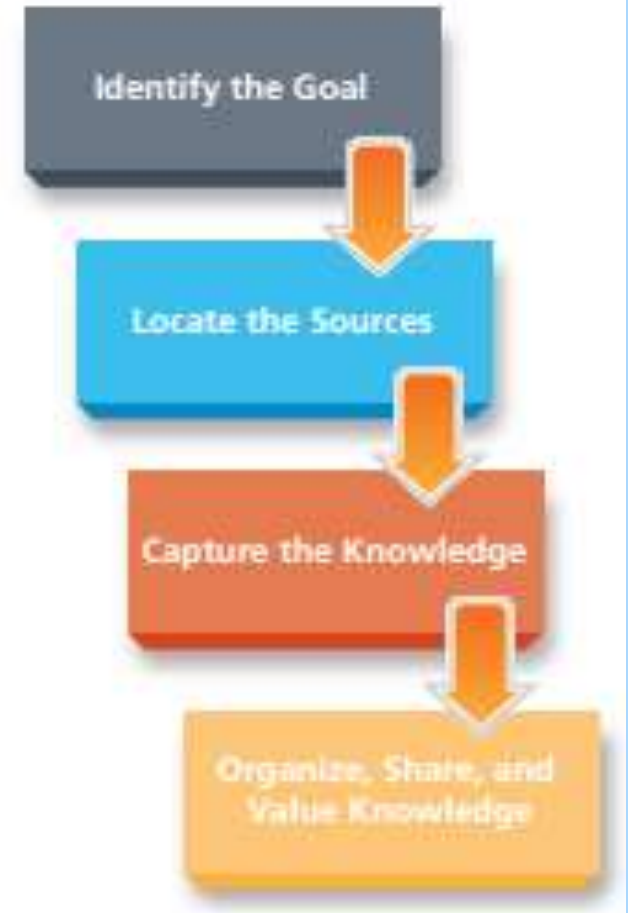 Identify the Goal
Locate the Sources
Capture the Knowledge
Organize, Share, and
Value Knowledge